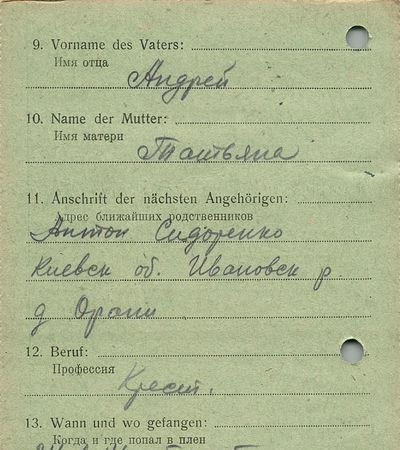 9. Vorname des Vaters:
Имя отца
Андрей
10. Name der Mutter:
Имя матери
Татьяна
11. Anschrift der nächsten Angehörigen:
Адрес ближайших родственников
Антон Сидоренко
Киевск об. Ивановск р.
д
12. Beruf:
Профессия
Крест.
13. Wann und wo gefangen:
Когда и где попал в плен